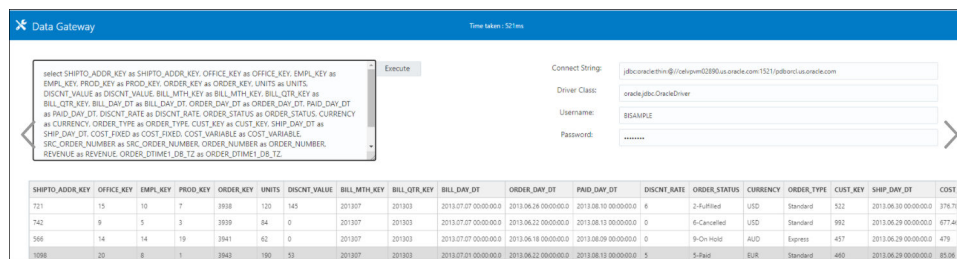 Data Gateway
Time taken : 521ms
select SHIPTO_ADDR_KEY as SHIPTO_ADDR_KEY, OFFICE_KEY as OFFICE_KEY, EMPL_KEY as
EMPL_KEY, PROD_KEY as PROD_KEY, ORDER_KEY as ORDER_KEY, UNITS as UNITS,
DISCNT_VALUE as DISCNT_VALUE, BILL_MTH_KEY as BILL_MTH_KEY, BILL_QTR_KEY as
BILL_QTR_KEY, BILL_DAY_DT as BILL_DAY_DT, ORDER_DAY_DT as ORDER_DAY_DT, PAID_DAY_DT
as PAID_DAY_DT, DISCNT_RATE as DISCNT_RATE, ORDER_STATUS as ORDER_STATUS, CURRENCY
as CURRENCY, ORDER_TYPE as ORDER_TYPE, CUST_KEY as CUST_KEY, SHIP_DAY_DT as
SHIP_DAY_DT, COST_FIXED as COST_FIXED, COST_VARIABLE as COST_VARIABLE,
SRC_ORDER_NUMBER as SRC_ORDER_NUMBER, ORDER_NUMBER as ORDER_NUMBER,
REVENUE as REVENUE, ORDER_DTIME1_DB_TZ as ORDER_DTIME1_DB_TZ,
Execute
Connect String: jdbc:oracle:thin:@//celvpvm02890.us.oracle.com:1521/pdborcl.us.oracle.com
Driver Class: oracle.jdbc.OracleDriver
Username: BISAMPLE
Password: ••••••••
SHIPTO_ADDR_KEY OFFICE_KEY EMPL_KEY PROD_KEY ORDER_KEY UNITS DISCNT_VALUE BILL_MTH_KEY BILL_QTR_KEY BILL_DAY_DT ORDER_DAY_DT PAID_DAY_DT DISCNT_RATE ORDER_STATUS CURRENCY ORDER_TYPE CUST_KEY SHIP_DAY_DT COST_
721 15 10 7 3938 120 145 201307 201303 2013.07.07 00:00:00.0 2013.06.26 00:00:00.0 2013.08.10 00:00:00.0 6 2-Fulfilled USD Standard 522 2013.06.30 00:00:00.0 376.70
742 9 5 3 3939 84 0 201307 201303 2013.07.07 00:00:00.0 2013.06.22 00:00:00.0 2013.08.13 00:00:00.0 0 6-Cancelled USD Standard 992 2013.06.29 00:00:00.0 677.46
566 14 14 19 3941 62 0 201307 201303 2013.07.07 00:00:00.0 2013.06.18 00:00:00.0 2013.08.09 00:00:00.0 0 9-On Hold AUD Express 457 2013.06.29 00:00:00.0 479
1098 20 8 1 3943 190 53 201307 201303 2013.07.01 00:00:00.0 2013.06.22 00:00:00.0 2013.08.13 00:00:00.0 5 5-Paid EUR Standard 460 2013.06.29 00:00:00.0 85.06